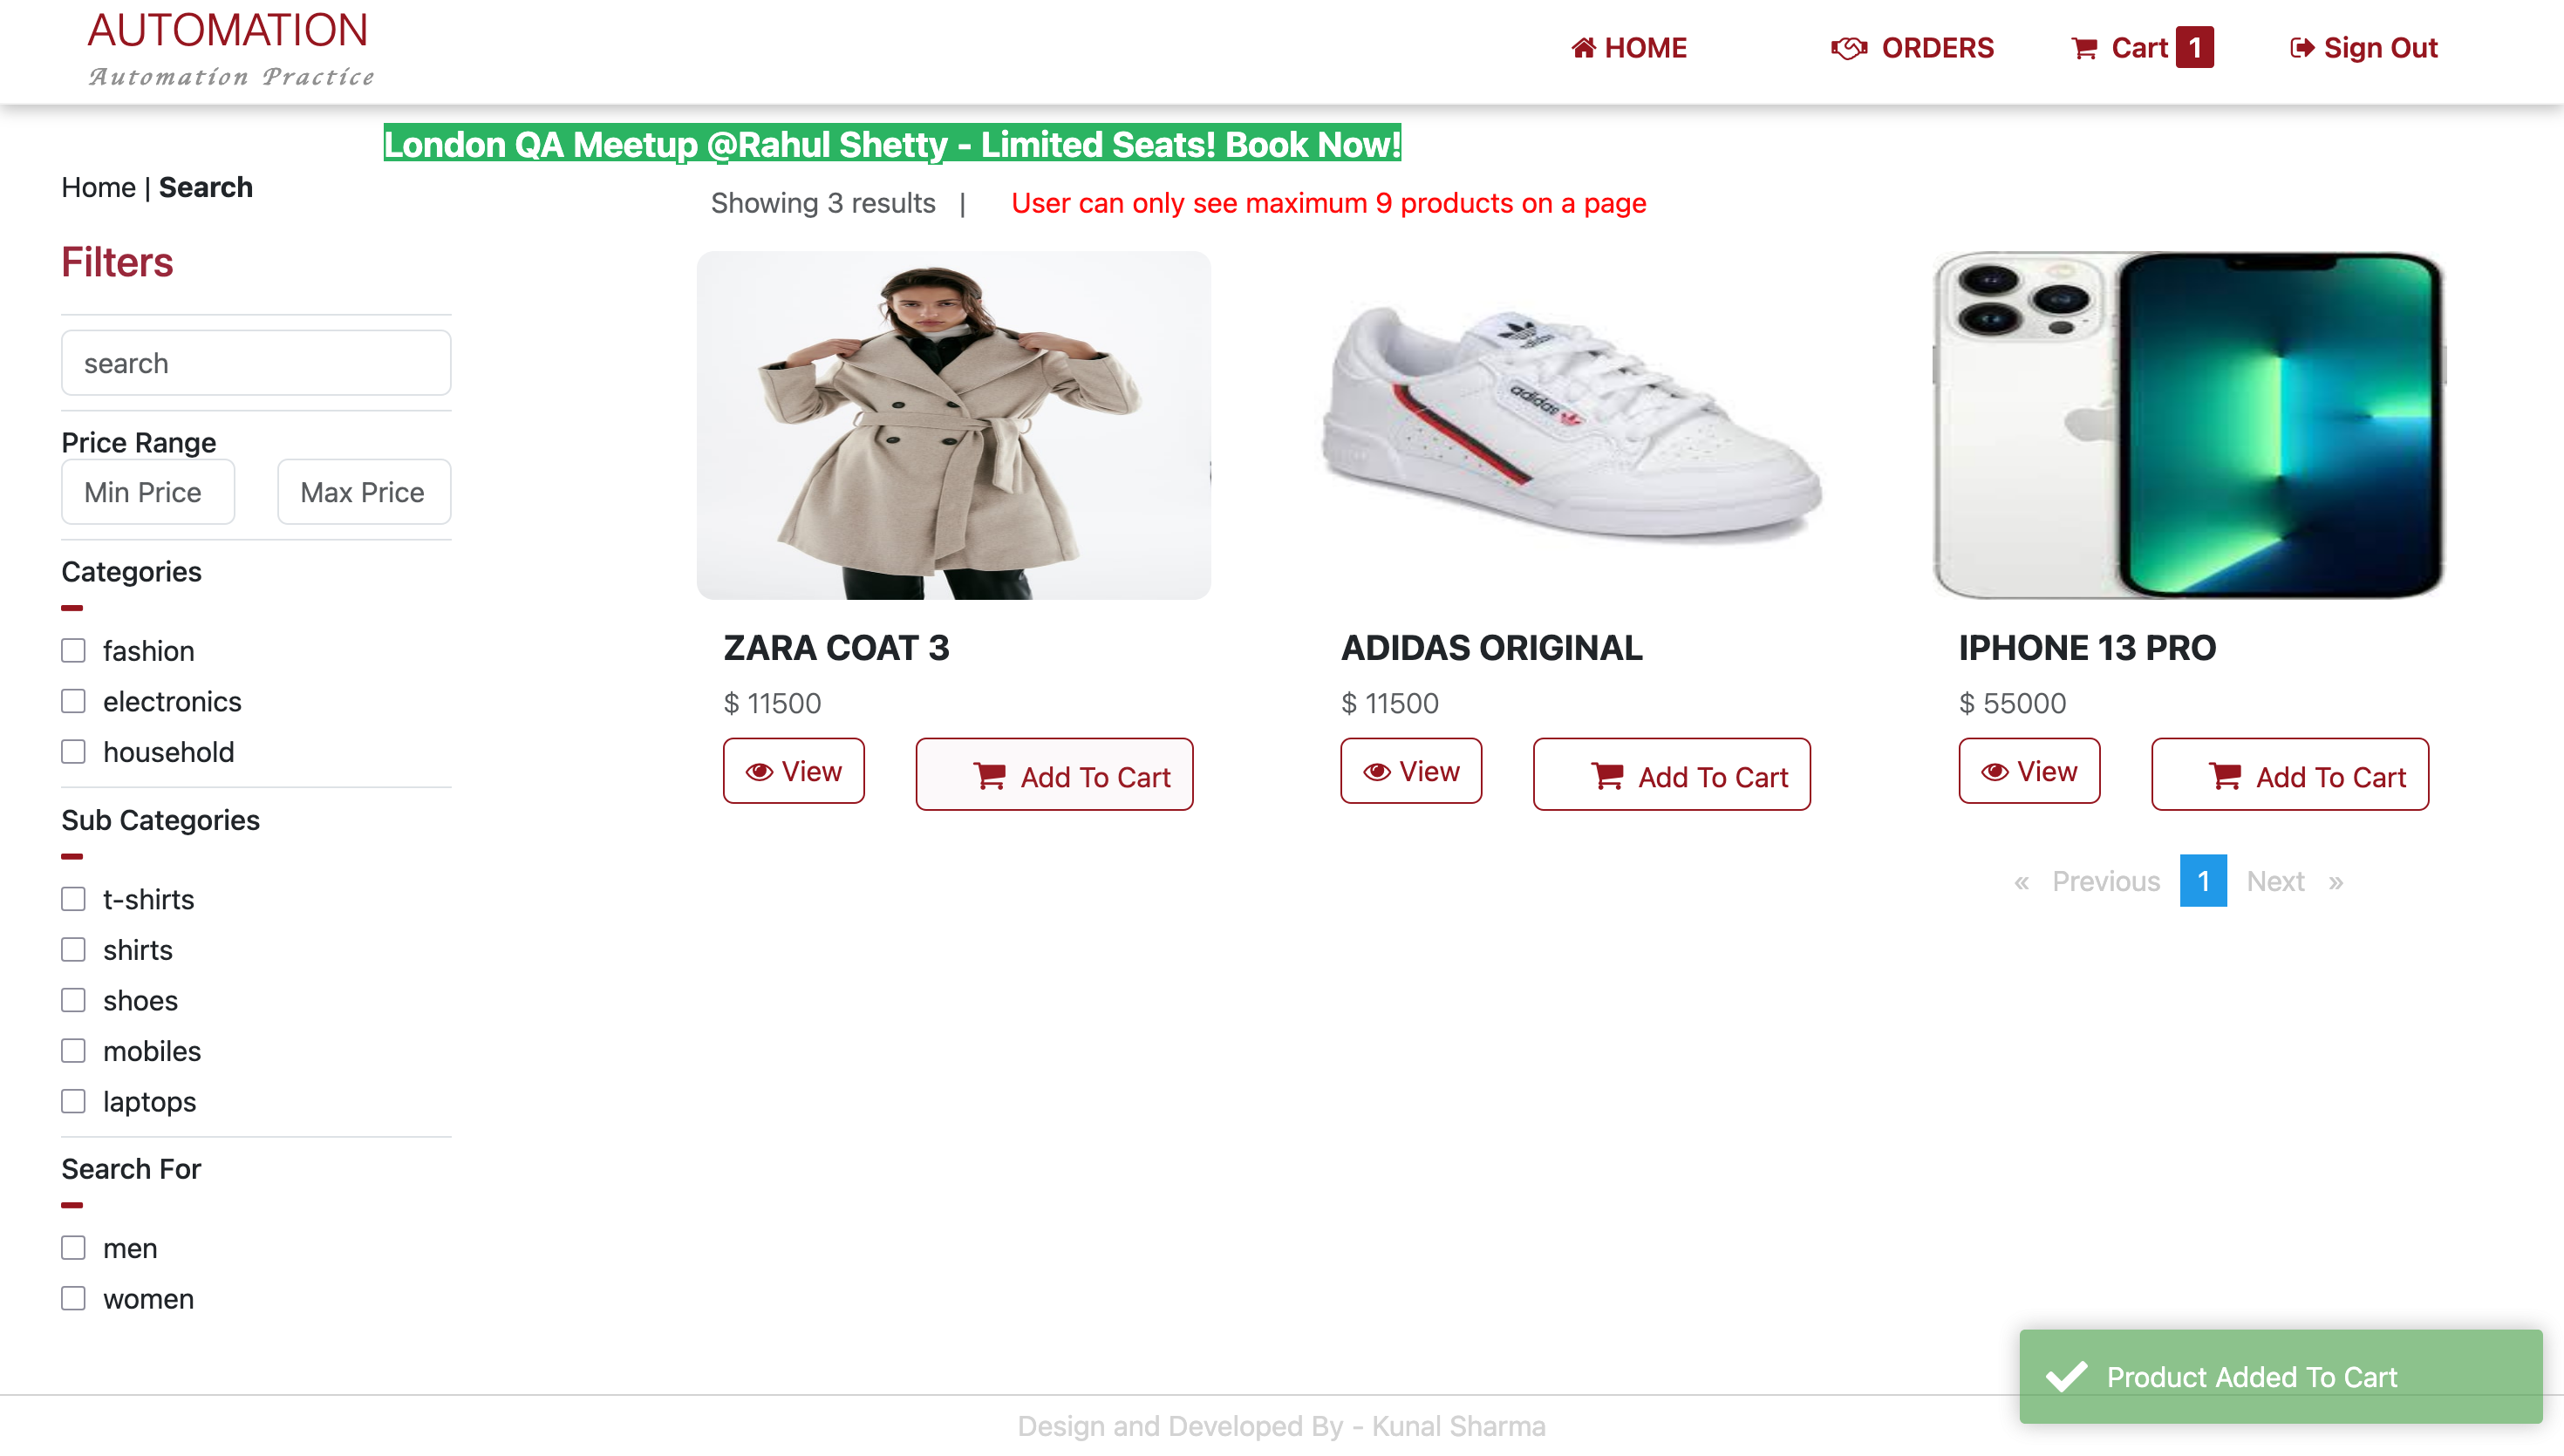 AUTOMATION
Automation Practice
HOME
ORDERS
Cart 1
Sign Out
London QA Meetup @Rahul Shetty - Limited Seats! Book Now!
Home | Search
Showing 3 results |
User can only see maximum 9 products on a page
Filters
search
Price Range
Min Price
Max Price
Categories
fashion
electronics
household
Sub Categories
t-shirts
shirts
shoes
mobiles
laptops
Search For
men
women
adidas
adidas
ZARA COAT 3
$ 11500
View
Add To Cart
ADIDAS ORIGINAL
$ 11500
View
Add To Cart
IPHONE 13 PRO
$ 55000
View
Add To Cart
« Previous 1 Next »
Product Added To Cart
Design and Developed By - Kunal Sharma